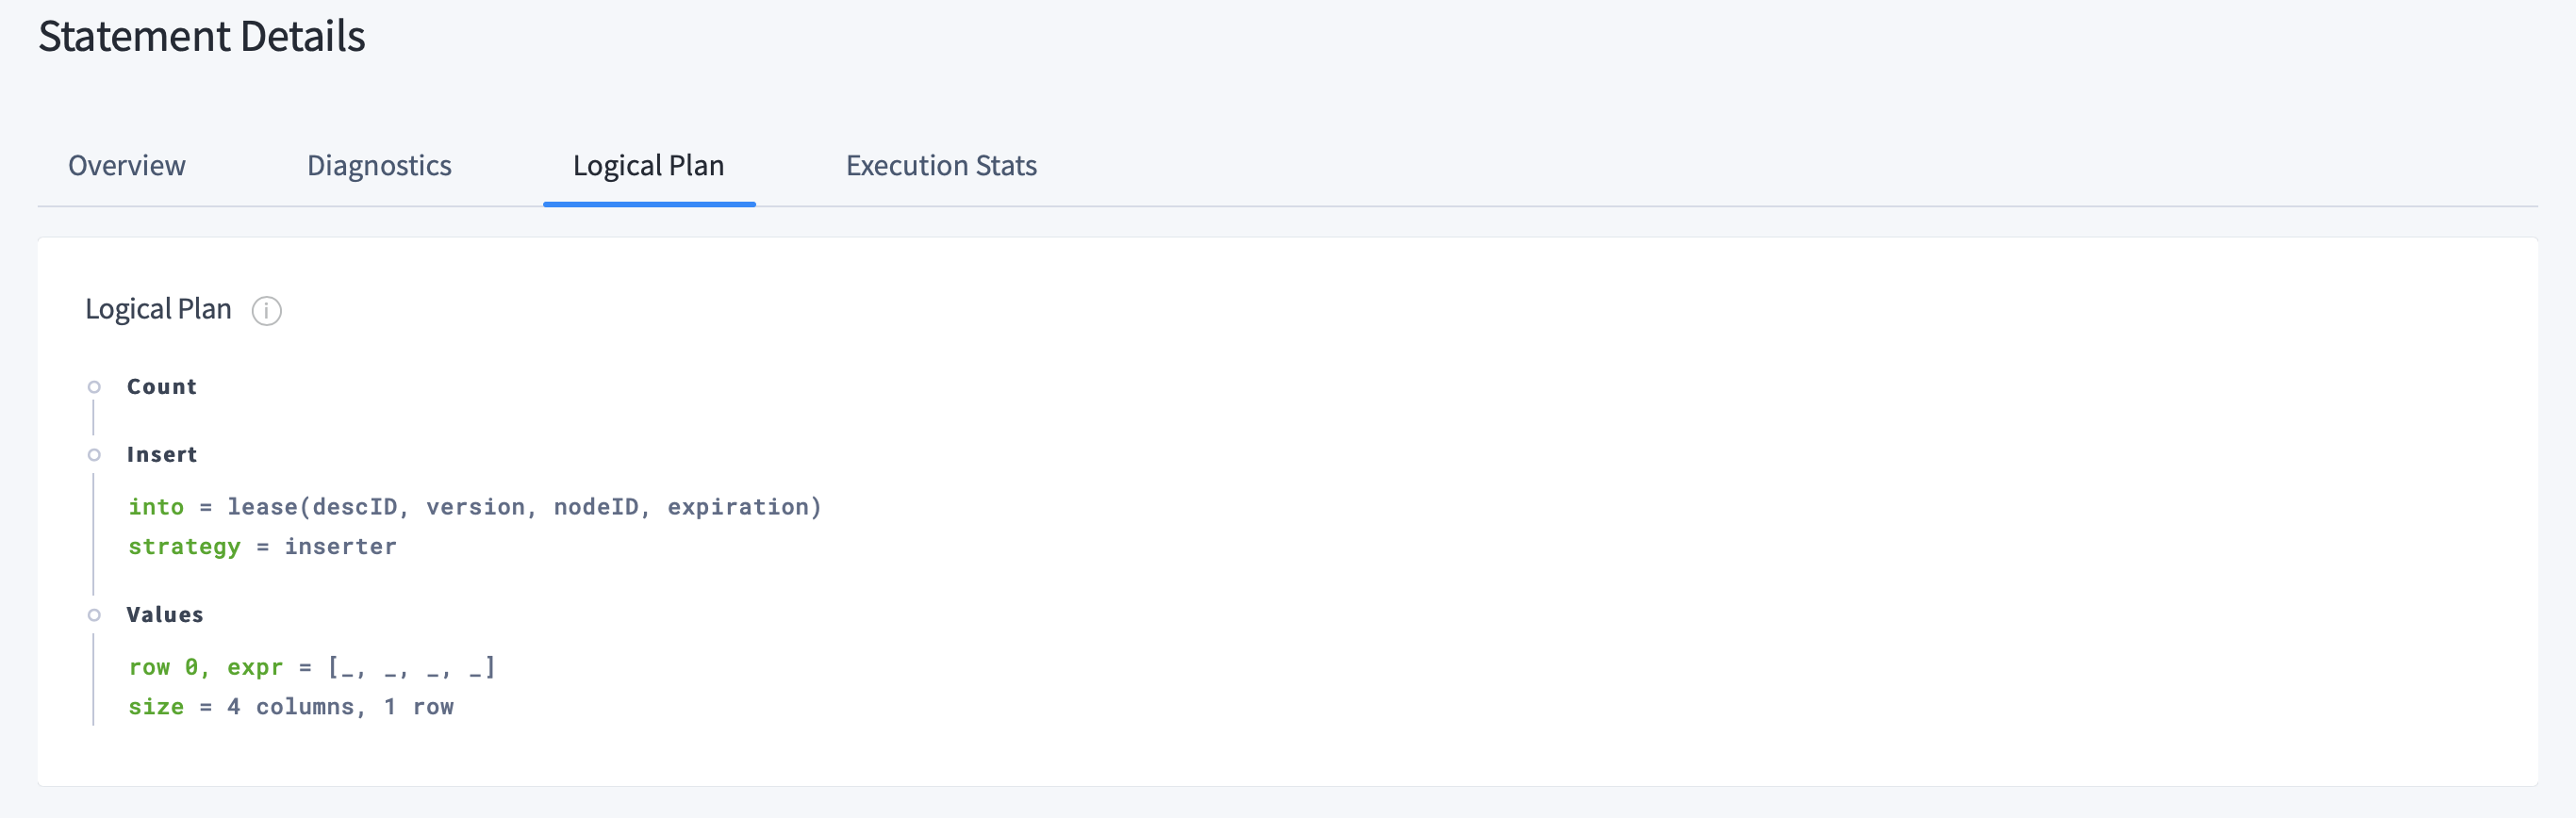 Statement Details
Overview Diagnostics Logical Plan Execution Stats
Logical Plan i
Count
Insert
into = lease(descID, version, nodeID, expiration)
strategy = inserter
Values
row 0, expr = [_, _, _, _]
size = 4 columns, 1 row